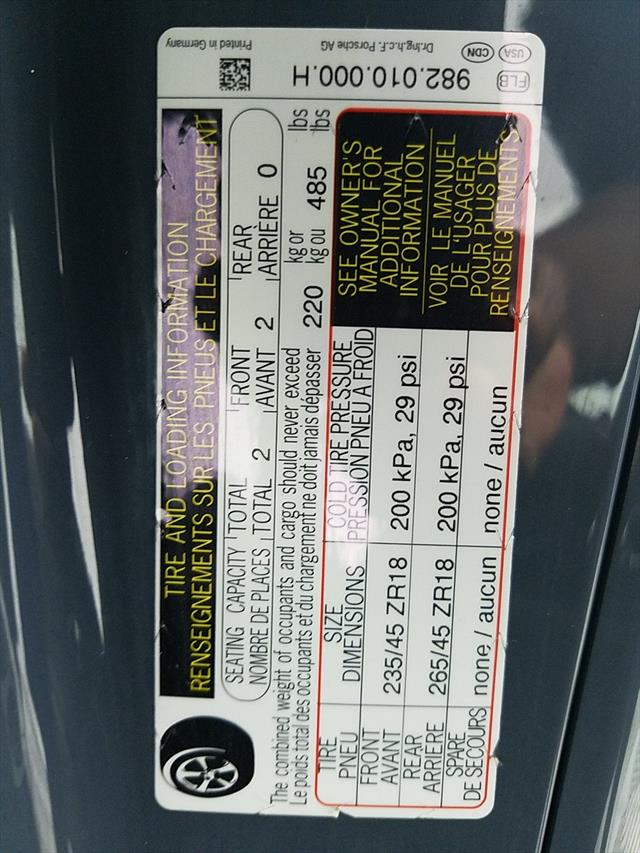 TIRE AND LOADING INFORMATION
RENSEIGNEMENTS SUR LES PNEUS ET LE CHARGEMENT
SEATING CAPACITY TOTAL FRONT REAR
NOMBRE DE PLACES TOTAL 2 AVANT 2 ARRIÈRE 0
The combined weight of occupants and cargo should never exceed 220 kg or 485 lbs
Le poids total des occupants et du chargement ne doit jamais dépasser kg ou lbs
TIRE SIZE COLD TIRE PRESSURE
PNEU DIMENSIONS PRESSION PNEU A FROID
FRONT
AVANT 235/45 ZR18 200 kPa, 29 psi
REAR
ARRIÈRE 265/45 ZR18 200 kPa, 29 psi
SPARE
DE SECOURS none / aucun none / aucun
SEE OWNER'S
MANUAL FOR
ADDITIONAL
INFORMATION
VOIR LE MANUEL
DE L'USAGER
POUR PLUS DE
RENSEIGNEMENTS
FLB 982.010.000.H
USA CDN Dr.Ing.h.c.F. Porsche AG Printed in Germany